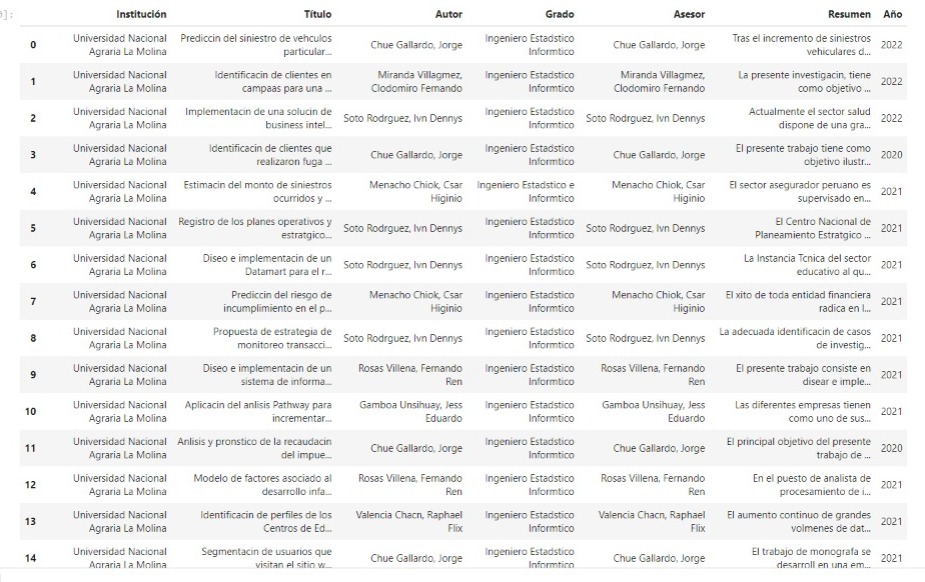 Institución Título Autor Grado Asesor Resumen Año
0 Universidad Nacional Agraria La Molina Prediccin del siniestro de vehculos particular... Chue Gallardo, Jorge Ingeniero Estadstico Informtico Chue Gallardo, Jorge Tras el incremento de siniestros vehiculares d... 2022
1 Universidad Nacional Agraria La Molina Identificacin de clientes en campaas para una ... Miranda Villagmez, Clodomiro Fernando Ingeniero Estadstico Informtico Miranda Villagmez, Clodomiro Fernando La presente investigacin, tiene como objetivo ... 2022
2 Universidad Nacional Agraria La Molina Implementacin de una solucin de business intel... Soto Rodrguez, Ivn Dennys Ingeniero Estadstico Informtico Soto Rodrguez, Ivn Dennys Actualmente el sector salud dispone de una gra... 2022
3 Universidad Nacional Agraria La Molina Identificacin de clientes que realizaron fuga ... Chue Gallardo, Jorge Ingeniero Estadstico Informtico Chue Gallardo, Jorge El presente trabajo tiene como objetivo ilustr... 2020
4 Universidad Nacional Agraria La Molina Estimacin del monto de siniestros ocurridos y ... Menacho Chiok, Csar Higinio Ingeniero Estadstico e Informtico Menacho Chiok, Csar Higinio El sector asegurador peruano es supervisado en... 2021
5 Universidad Nacional Agraria La Molina Registro de los planes operativos y estratgico... Soto Rodrguez, Ivn Dennys Ingeniero Estadstico Informtico Soto Rodrguez, Ivn Dennys El Centro Nacional de Planeamiento Estratgico ... 2021
6 Universidad Nacional Agraria La Molina Diseo e implementacin de un Datamart para el r... Soto Rodrguez, Ivn Dennys Ingeniero Estadstico Informtico Soto Rodrguez, Ivn Dennys La Instancia Tcnica del sector educativo al qu... 2021
7 Universidad Nacional Agraria La Molina Prediccin del riesgo de incumplimiento en el p... Menacho Chiok, Csar Higinio Ingeniero Estadstico Informtico Menacho Chiok, Csar Higinio El xito de toda entidad financiera radica en l... 2021
8 Universidad Nacional Agraria La Molina Propuesta de estrategia de monitoreo transacci... Soto Rodrguez, Ivn Dennys Ingeniero Estadstico Informtico Soto Rodrguez, Ivn Dennys La adecuada identificacin de casos de investig... 2021
9 Universidad Nacional Agraria La Molina Diseo e implementacin de un sistema de informa... Rosas Villena, Fernando Ren Ingeniero Estadstico Informtico Rosas Villena, Fernando Ren El presente trabajo consiste en disear e imple... 2021
10 Universidad Nacional Agraria La Molina Aplicacin del anlisis Pathway para incrementar... Gamboa Unsihuay, Jess Eduardo Ingeniero Estadstico Informtico Gamboa Unsihuay, Jess Eduardo Las diferentes empresas tienen como uno de sus... 2021
11 Universidad Nacional Agraria La Molina Anlisis y pronstico de la recaudacin del impue... Chue Gallardo, Jorge Ingeniero Estadstico Informtico Chue Gallardo, Jorge El principal objetivo del presente trabajo de ... 2020
12 Universidad Nacional Agraria La Molina Modelo de factores asociado al desarrollo infa... Rosas Villena, Fernando Ren Ingeniero Estadstico Informtico Rosas Villena, Fernando Ren En el puesto de analista de procesamiento de i... 2021
13 Universidad Nacional Agraria La Molina Identificacin de perfiles de los Centros de Ed... Valencia Chacn, Raphael Flix Ingeniero Estadstico Informtico Valencia Chacn, Raphael Flix El aumento continuo de grandes volmenes de dat... 2021
14 Universidad Nacional Agraria La Molina Segmentacin de usuarios que visitan el sitio w... Chue Gallardo, Jorge Ingeniero Estadstico Informtico Chue Gallardo, Jorge El trabajo de monografa se desarroll en una em... 2021